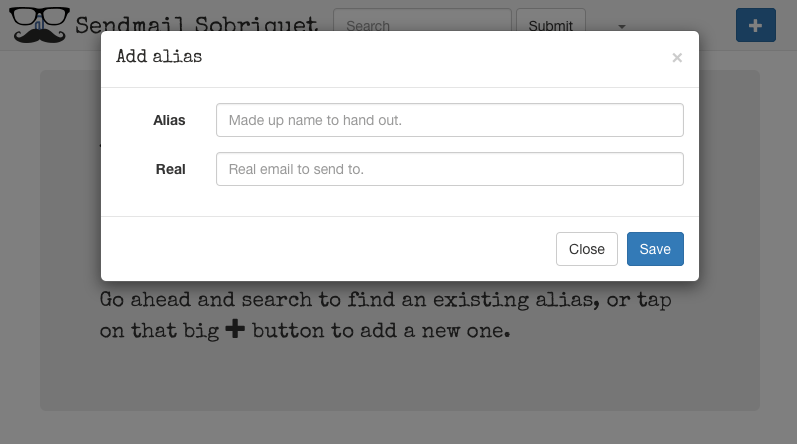 Sendmail Sobriquet Search Submit
Add alias ×
Alias Made up name to hand out.
Real Real email to send to.
Close Save
Go ahead and search to find an existing alias, or tap
on that big ✚ button to add a new one.